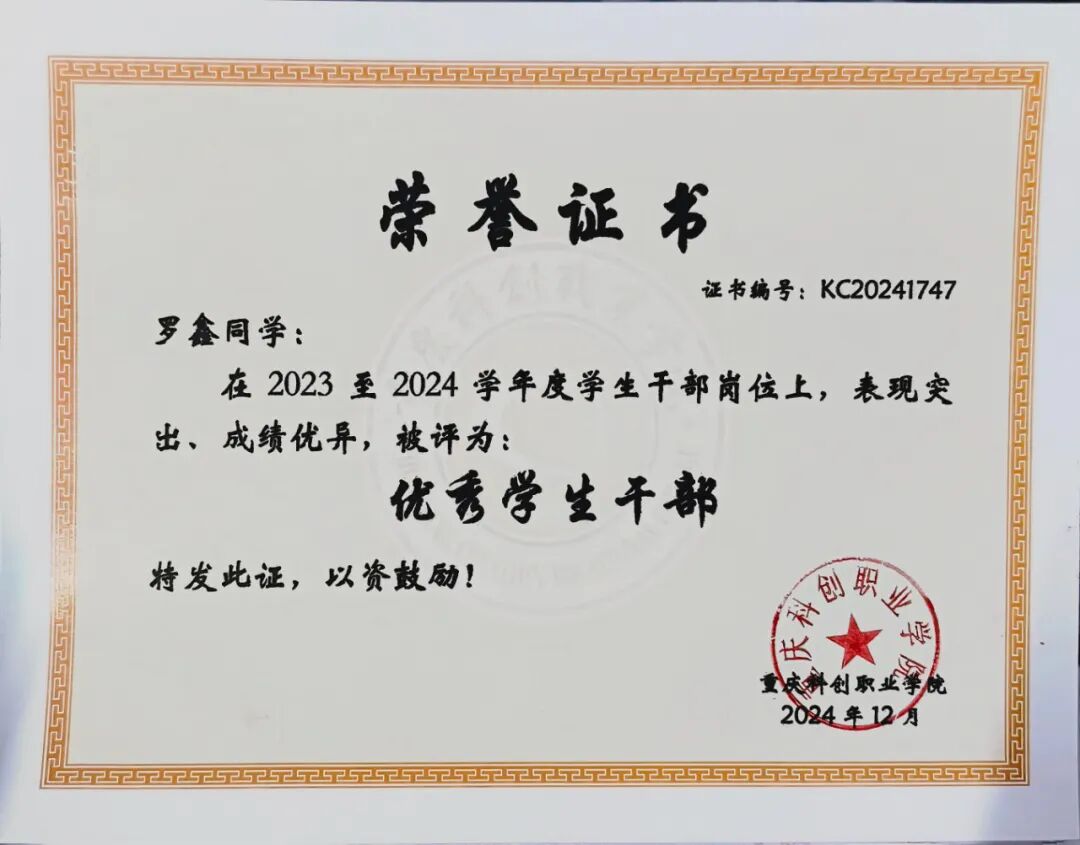 荣誉证书
证书编号：KC20241747
罗鑫同学：
在 2023 至 2024 学年度学生干部岗位上，表现突
出、成绩优异，被评为：
优秀学生干部
特发此证，以资鼓励！
重庆科创职业学院
重庆科创职业学院
2024 年 12 月